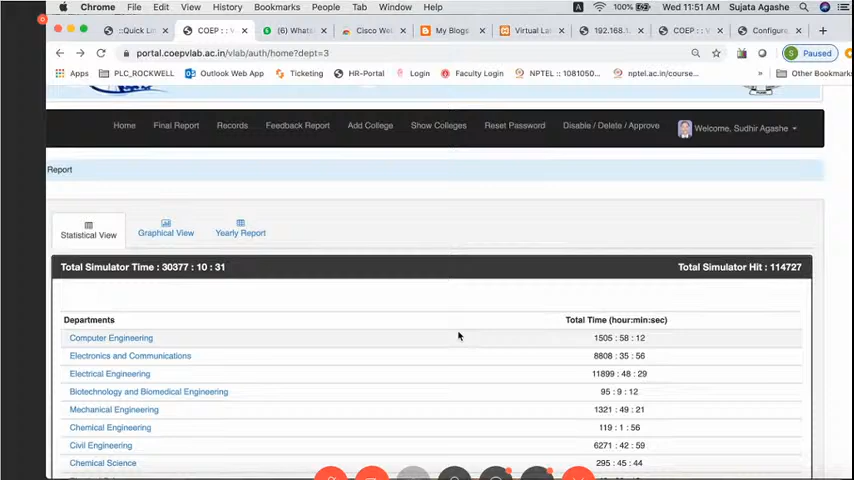 Chrome File Edit View History Bookmarks People Tab Window Help 100% Wed 11:51 AM Sujata Agashe
::Quick Lin COEP : : V (6) Whats Cisco We My Blogs Virtual La 192.168.1 COEP : : V Configure
portal.coepvlab.ac.in/vlab/auth/home?dept=3 S Paused
Apps PLC_ROCKWELL Outlook Web App Ticketing HR-Portal Login Faculty Login NPTEL :: 1081050... nptel.ac.in/course... » Other Bookmarks
Home Final Report Records Feedback Report Add College Show Colleges Reset Password Disable / Delete / Approve Welcome, Sudhir Agashe
Report
Statistical View Graphical View Yearly Report
Total Simulator Time : 30377 : 10 : 31 Total Simulator Hit : 114727
Departments Total Time (hour:min:sec)
Computer Engineering 1505 : 58 : 12
Electronics and Communications 8808 : 35 : 56
Electrical Engineering 11899 : 48 : 29
Biotechnology and Biomedical Engineering 95 : 9 : 12
Mechanical Engineering 1321 : 49 : 21
Chemical Engineering 119 : 1 : 56
Civil Engineering 6271 : 42 : 59
Chemical Science 295 : 45 : 44